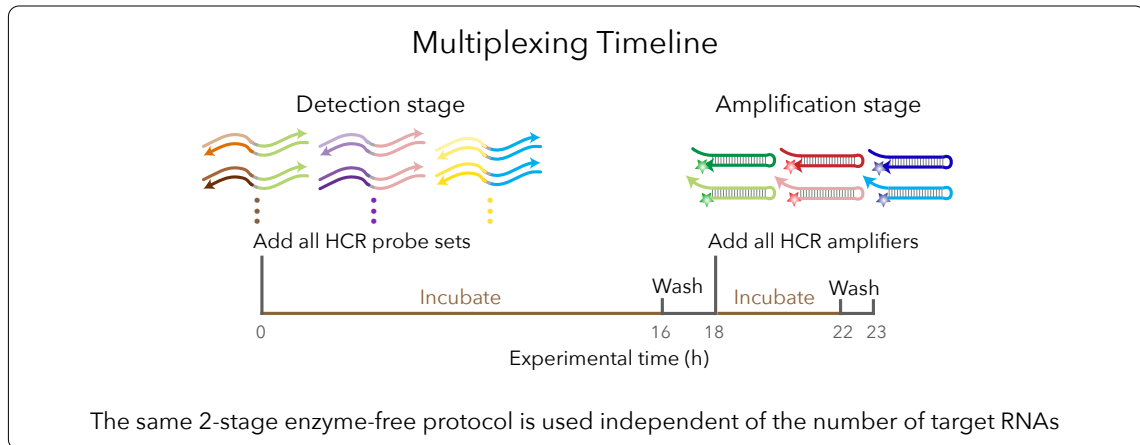 Multiplexing Timeline
Detection stage
Amplification stage
Add all HCR probe sets
Add all HCR amplifiers
Incubate
Wash
Incubate
Wash
0
16
18
22
23
Experimental time (h)
The same 2-stage enzyme-free protocol is used independent of the number of target RNAs